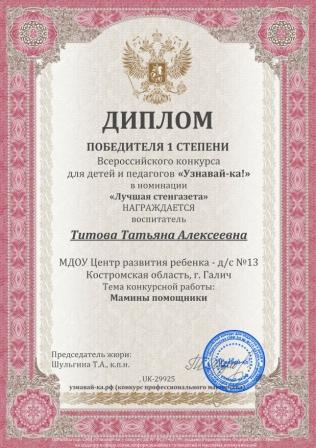 ДИПЛОМ
ПОБЕДИТЕЛЯ 1 СТЕПЕНИ
Всероссийского конкурса
для детей и педагогов «Узнавай-ка!»
в номинации
«Лучшая стенгазета»
НАГРАЖДАЕТСЯ
воспитатель
Титова Татьяна Алексеевна
МДОУ Центр развития ребенка - д/с №13
Костромская область, г. Галич
Тема конкурсной работы:
Мамины помощники
Председатель жюри:
Шульгина Т.А., к.п.н.
UK-29925
узнавай-ка.рф (конкурс профессионального